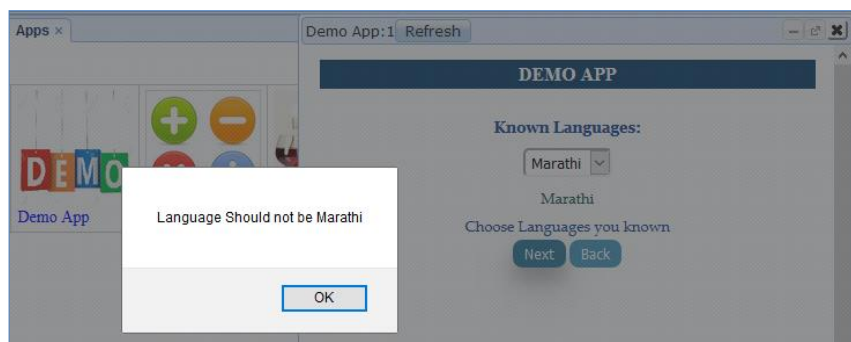 Apps ×
Demo App:1 Refresh
DEMO APP
Known Languages:
Marathi
Marathi
Choose Languages you known
Next Back
DEMO
Demo App
Language Should not be Marathi
OK